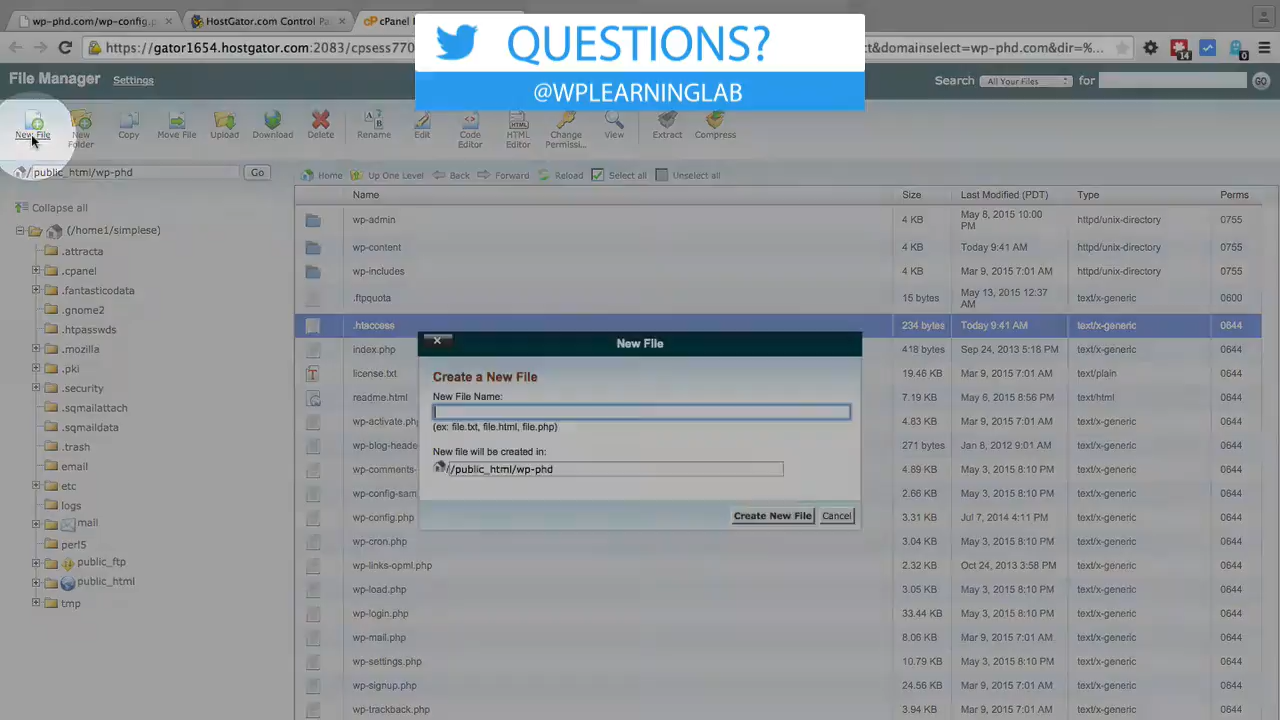 wp-phd.com/wp-config.
HostGator.com Control Pa
cPanel
QUESTIONS?
@WPLEARNINGLAB
https://gator1654.hostgator.com:2083/cpsess770
ct&domainselect=wp-phd.com&dir=%...
14
0
File Manager
Settings
Search
All Your Files
for
GO
New File
New Folder
Copy
Move File
Upload
Download
Delete
Rename
Edit
Code Editor
HTML Editor
Change Permissi...
View
Extract
Compress
/ public_html/wp-phd
Go
Home
Up One Level
Back
Forward
Reload
Select all
Unselect all
Collapse all
(/home1/simplese)
.attracta
.cpanel
.fantasticodata
.gnome2
.htpasswds
.mozilla
.pki
.security
.sqmailattach
.sqmaildata
.trash
email
etc
logs
mail
perl5
public_ftp
public_html
tmp
Name Size Last Modified (PDT) Type Perms
wp-admin 4 KB May 8, 2015 10:00 PM httpd/unix-directory 0755
wp-content 4 KB Today 9:41 AM httpd/unix-directory 0755
wp-includes 4 KB Mar 9, 2015 7:01 AM httpd/unix-directory 0755
.ftpquota 15 bytes May 13, 2015 12:37 AM text/x-generic 0600
.htaccess 234 bytes Today 9:41 AM text/x-generic 0644
index.php 418 bytes Sep 24, 2013 5:18 PM text/x-generic 0644
license.txt 19.46 KB Mar 9, 2015 7:01 AM text/plain 0644
readme.html 7.19 KB May 6, 2015 8:56 PM text/html 0644
wp-activate.php 4.83 KB Mar 9, 2015 7:01 AM text/x-generic 0644
wp-blog-heade 271 bytes Jan 8, 2012 9:01 AM text/x-generic 0644
wp-comments- 4.89 KB May 3, 2015 8:10 PM text/x-generic 0644
wp-config-sam 2.66 KB May 3, 2015 8:10 PM text/x-generic 0644
wp-config.php 3.31 KB Jul 7, 2014 4:11 PM text/x-generic 0644
wp-cron.php 3.04 KB May 3, 2015 8:10 PM text/x-generic 0644
wp-links-opml.php 2.32 KB Oct 24, 2013 3:58 PM text/x-generic 0644
wp-load.php 3.05 KB May 3, 2015 8:10 PM text/x-generic 0644
wp-login.php 33.44 KB May 3, 2015 8:10 PM text/x-generic 0644
wp-mail.php 8.06 KB Mar 9, 2015 7:01 AM text/x-generic 0644
wp-settings.php 10.79 KB May 3, 2015 8:10 PM text/x-generic 0644
wp-signup.php 24.56 KB Mar 9, 2015 7:01 AM text/x-generic 0644
wp-trackback.php 4.94 KB Mar 9, 2015 7:01 AM text/x-generic 0644
New File
Create a New File
New File Name:
(ex: file.txt, file.html, file.php)
New file will be created in:
//public_html/wp-phd
Create New File
Cancel